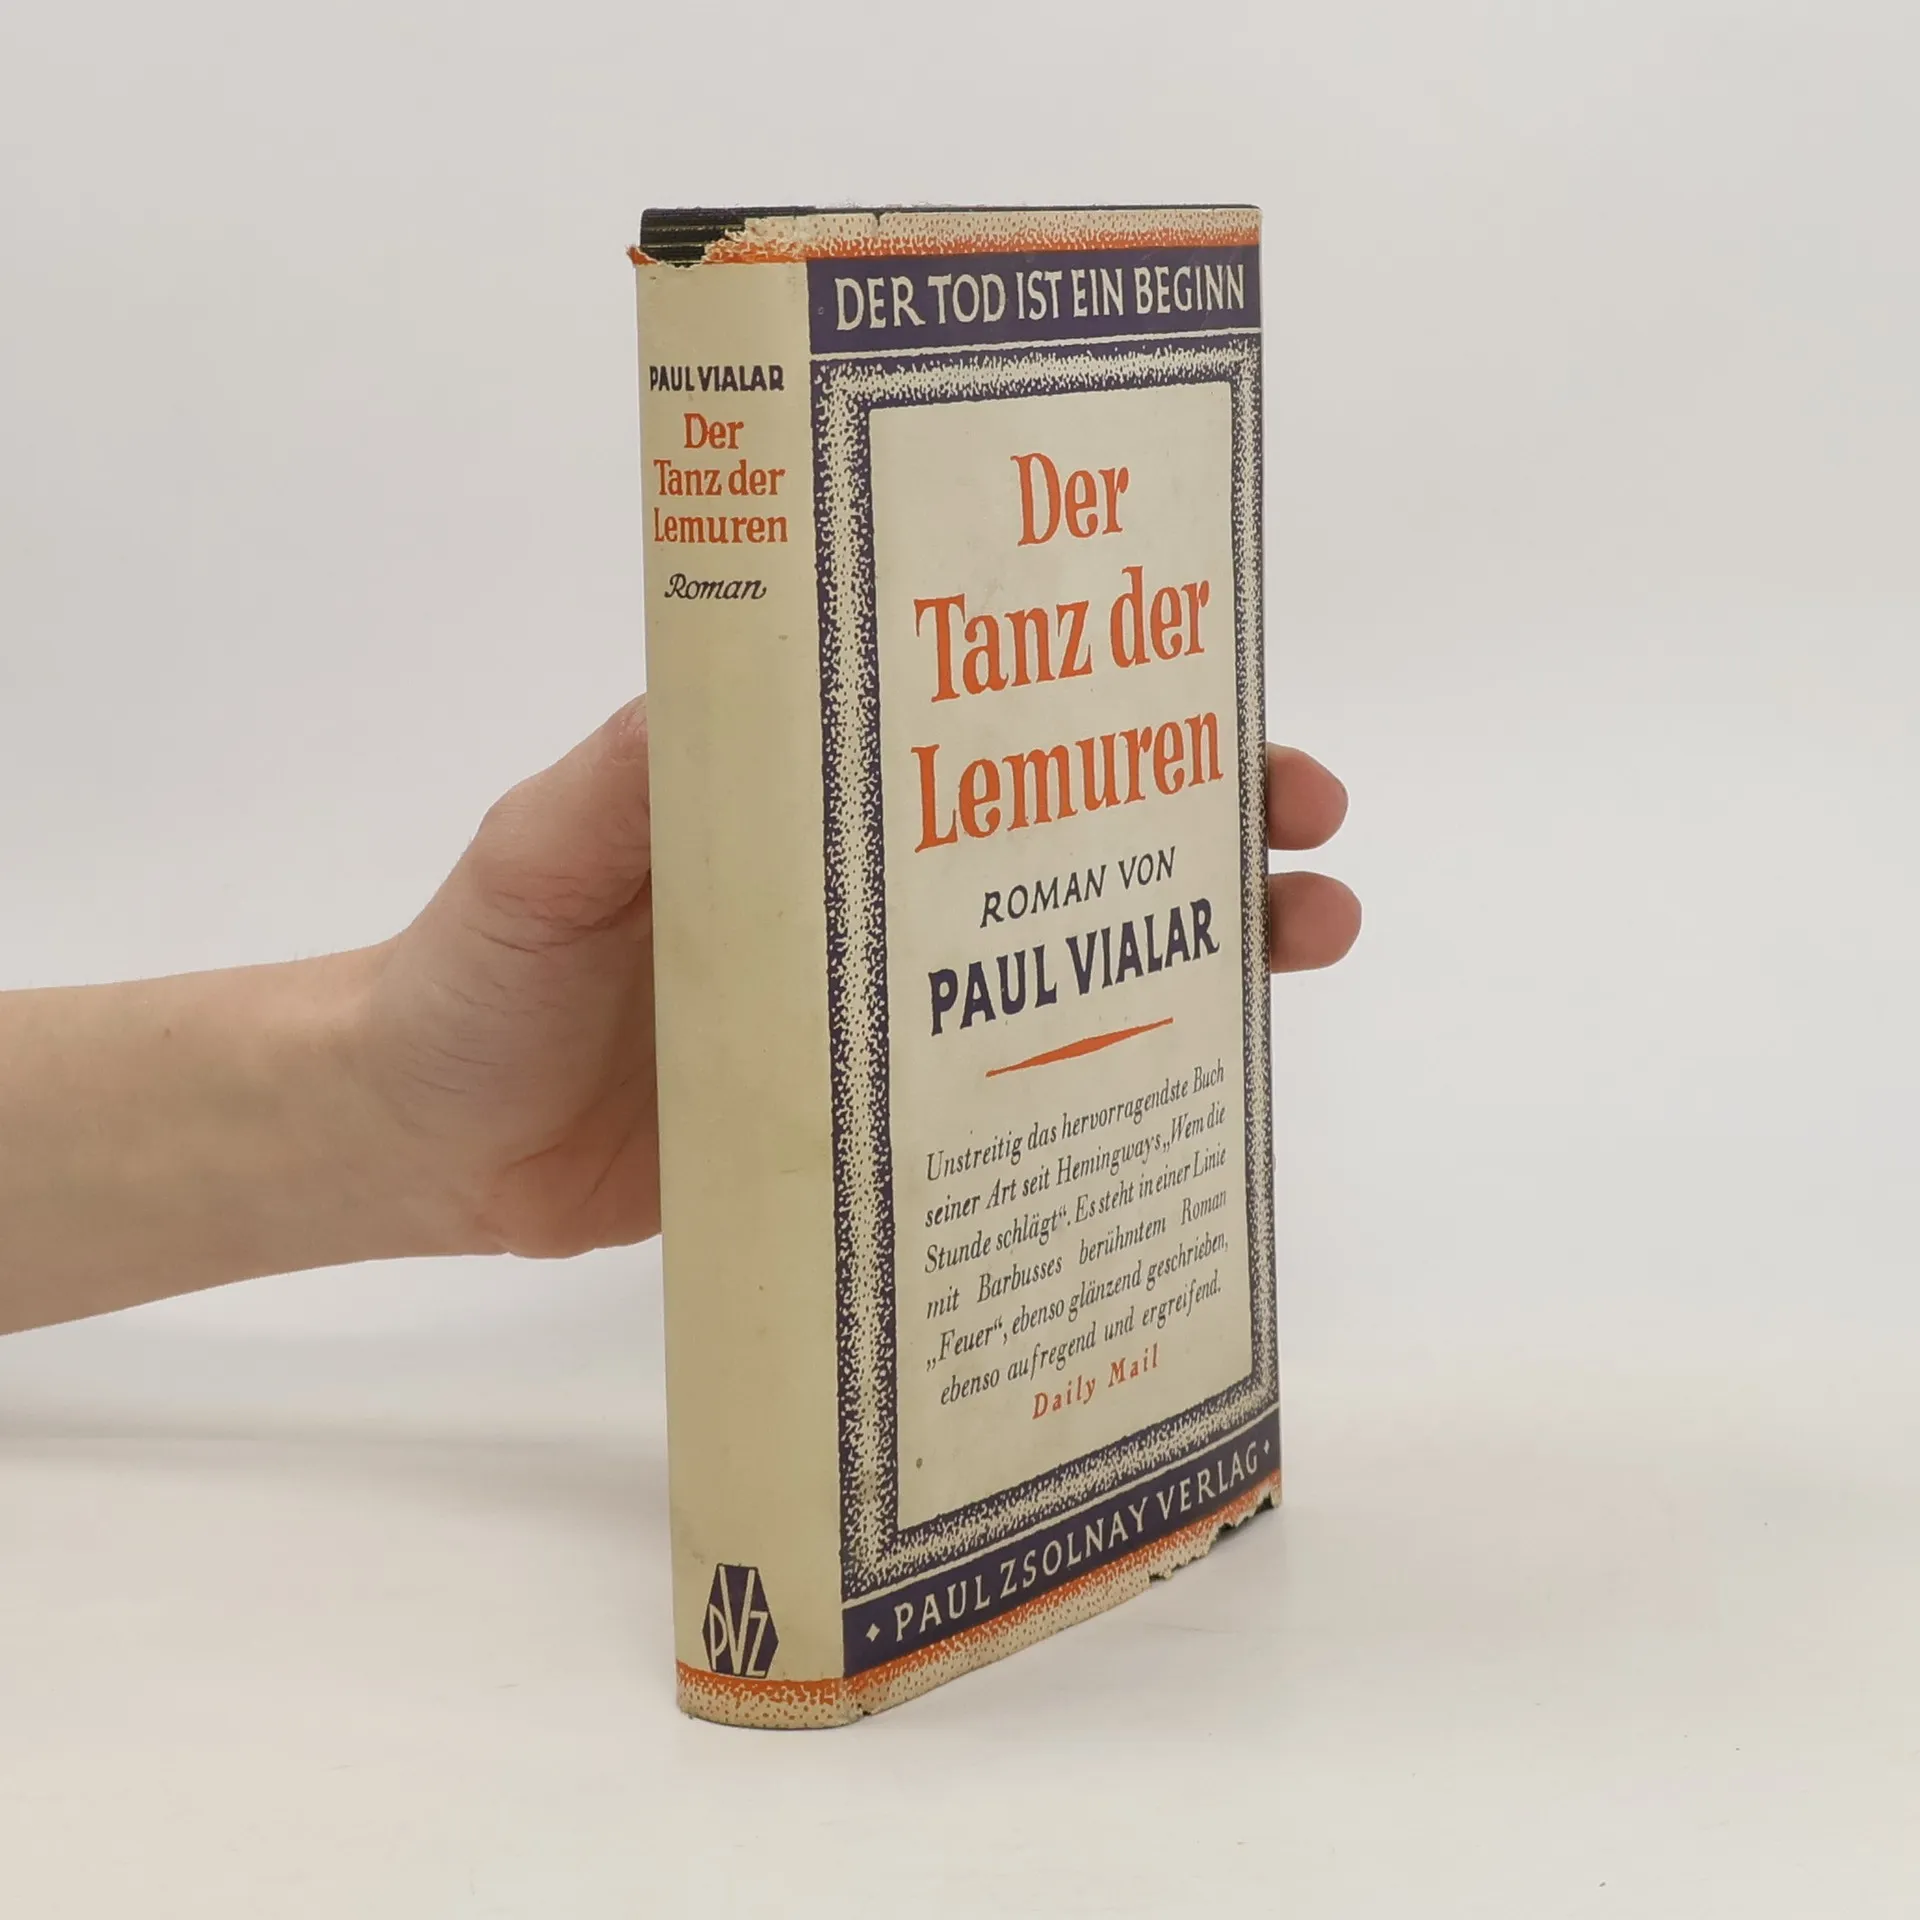 PAUL VIALAR
Der
Tanz der
Lemuren
Roman
PVZ
DER TOD IST EIN BEGINN
Der
Tanz der
Lemuren
ROMAN VON
PAUL VIALAR
Unstreitig das hervorragendste Buch
seiner Art seit Hemingways „Wem die
Stunde schlägt“. Es steht in einer Linie
mit Barbusses berühmtem Roman
„Feuer“, ebenso glänzend geschrieben,
ebenso aufregend und ergreifend.
Daily Mail
PAUL ZSOLNAY VERLAG